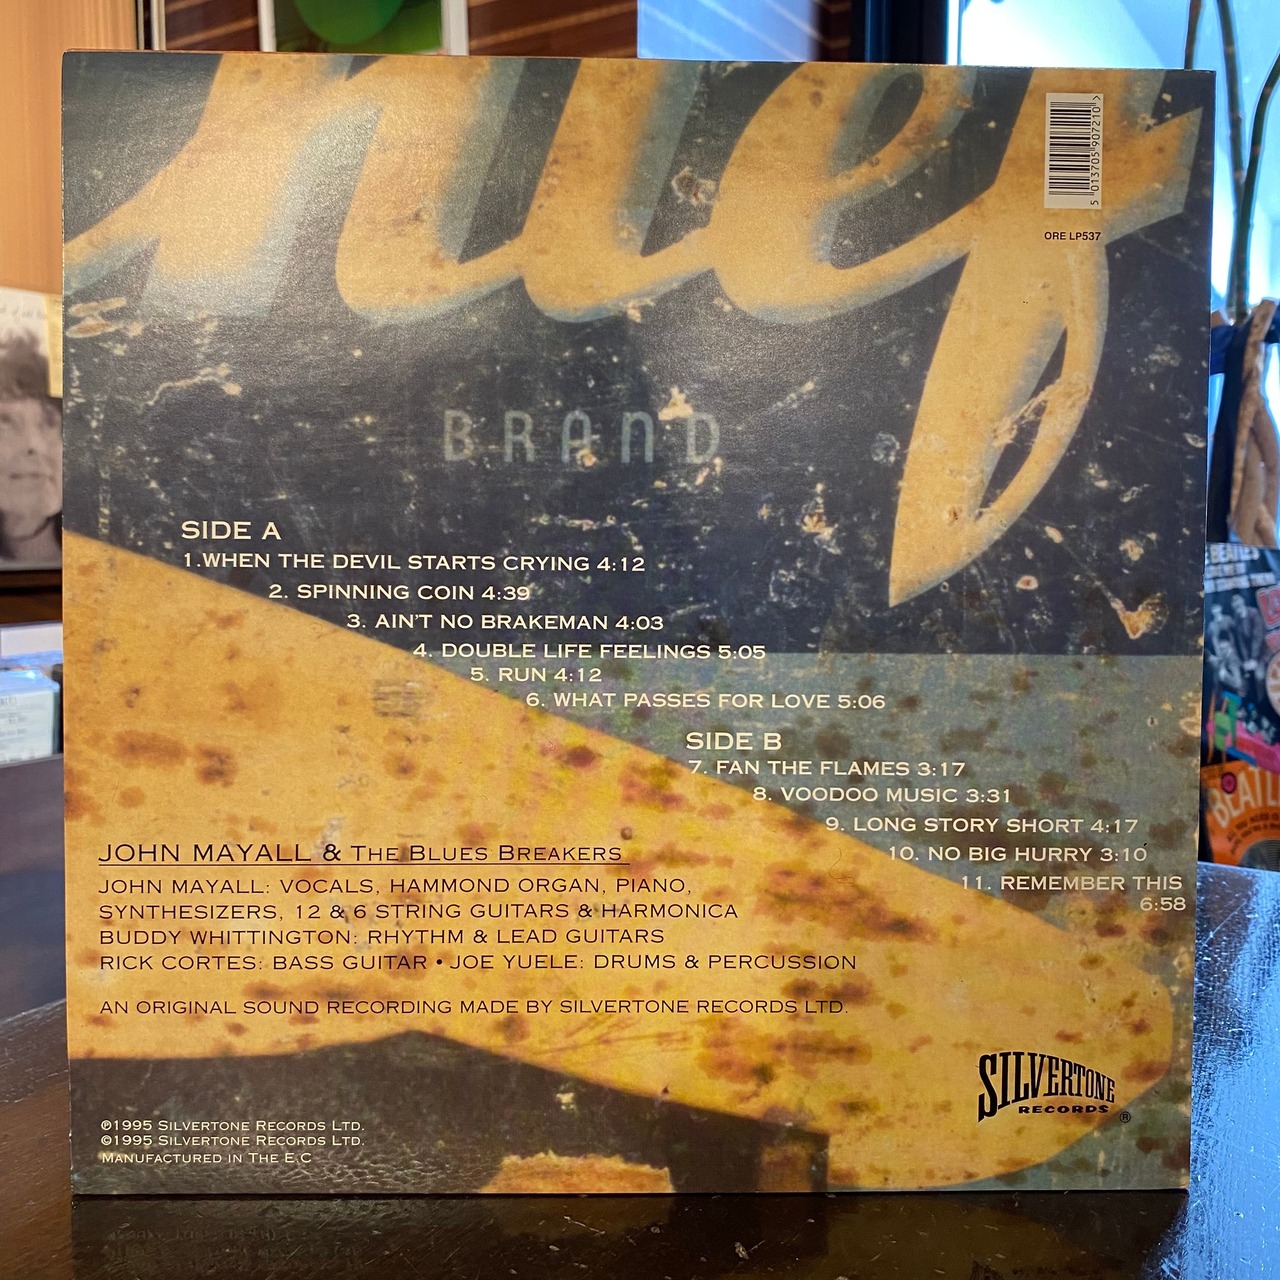 BRAND
5 013705 907210 >
ORE LP537
SIDE A
1.WHEN THE DEVIL STARTS CRYING 4:12
2. SPINNING COIN 4:39
3. AIN'T NO BRAKEMAN 4:03
4. DOUBLE LIFE FEELINGS 5:05
5. RUN 4:12
6. WHAT PASSES FOR LOVE 5:06
SIDE B
7. FAN THE FLAMES 3:17
8. VOODOO MUSIC 3:31
9. LONG STORY SHORT 4:17
10. NO BIG HURRY 3:10
11. REMEMBER THIS
6:58
JOHN MAYALL & THE BLUES BREAKERS
JOHN MAYALL: VOCALS, HAMMOND ORGAN, PIANO,
SYNTHESIZERS, 12 & 6 STRING GUITARS & HARMONICA
BUDDY WHITTINGTON: RHYTHM & LEAD GUITARS
RICK CORTES: BASS GUITAR • JOE YUELE: DRUMS & PERCUSSION
AN ORIGINAL SOUND RECORDING MADE BY SILVERTONE RECORDS LTD.
SILVERTONE
RECORDS ®
℗1995 SILVERTONE RECORDS LTD.
©1995 SILVERTONE RECORDS LTD.
MANUFACTURED IN THE E.C
BEATLES
BEATL